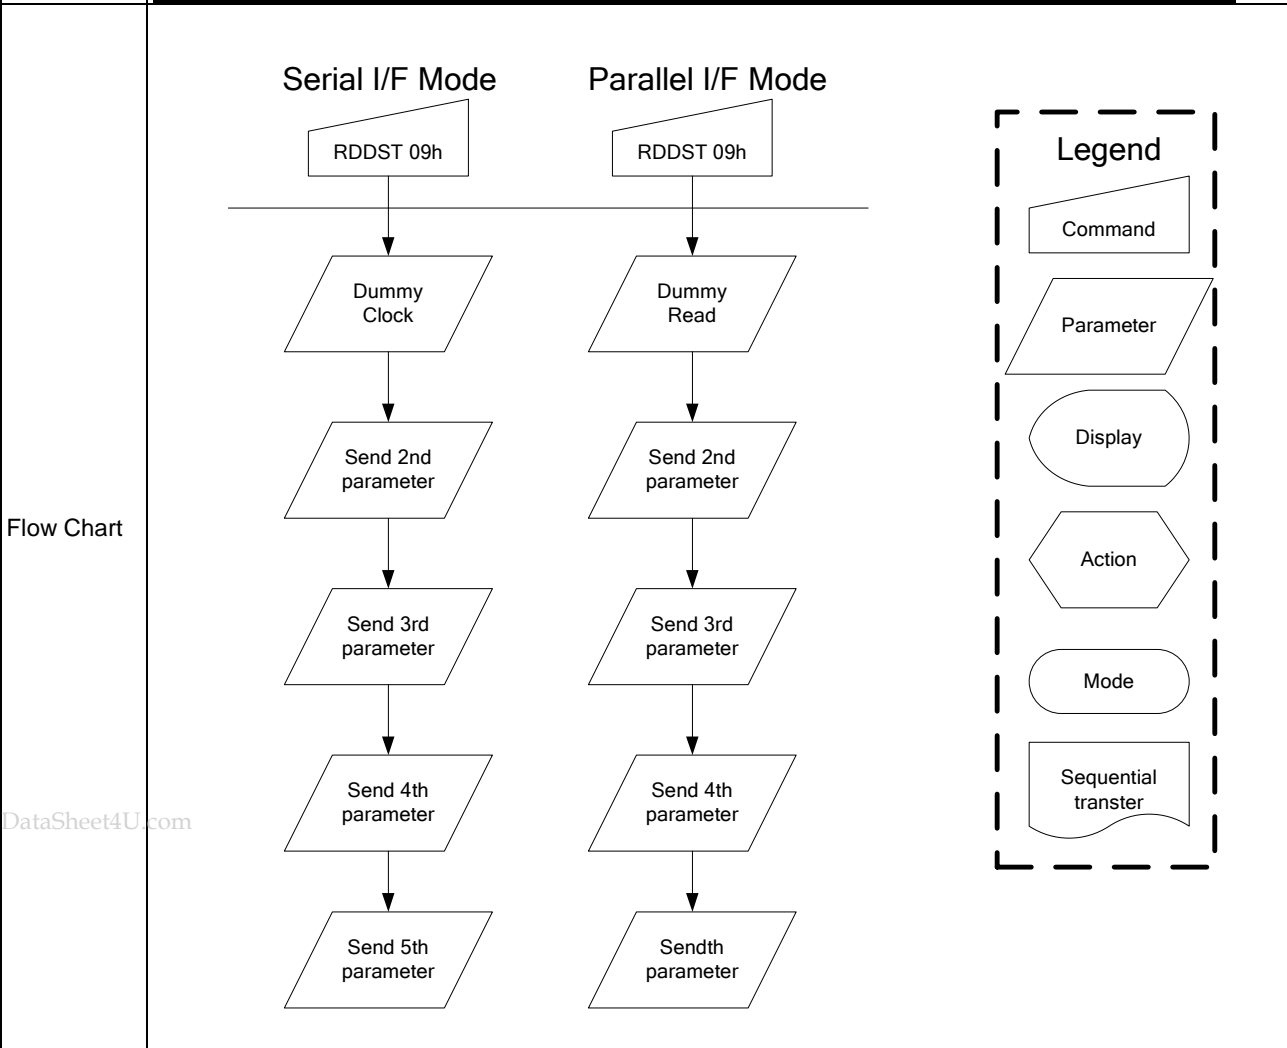 Flow Chart
Serial I/F Mode
RDDST 09h
Dummy
Clock
Send 2nd
parameter
Send 3rd
parameter
Send 4th
parameter
Send 5th
parameter
Parallel I/F Mode
RDDST 09h
Dummy
Read
Send 2nd
parameter
Send 3rd
parameter
Send 4th
parameter
Sendth
parameter
Legend
Command
Parameter
Display
Action
Mode
Sequential
transter
DataSheet4U.com